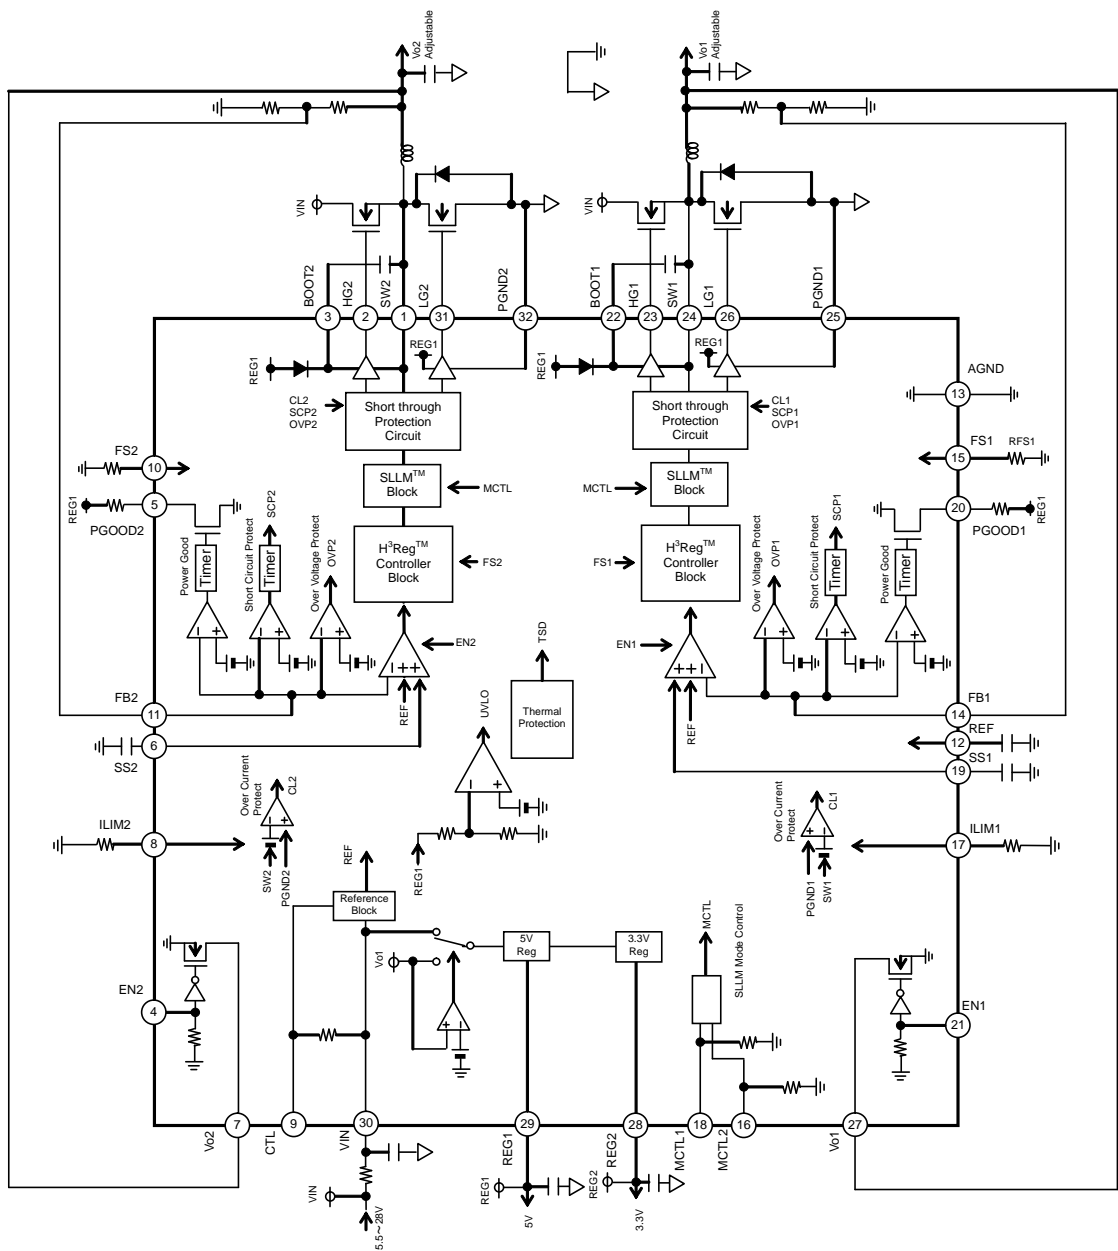 Vo2
Adjustable
Vo1
Adjustable
VIN
VIN
BOOT2
HG2
SW2
LG2
PGND2
BOOT1
HG1
SW1
LG1
PGND1
3
2
1
31
32
22
23
24
26
25
REG1
REG1
REG1
REG1
AGND
13
CL2
SCP2
OVP2
Short through
Protection
Circuit
Short through
Protection
Circuit
CL1
SCP1
OVP1
FS2
10
FS1
15
RFS1
SLLM™
Block
MCTL
MCTL
SLLM™
Block
REG1
5
PGOOD2
20
PGOOD1
REG1
Power Good
Timer
Short Circuit Protect
Timer
SCP2
Over Voltage Protect
OVP2
H³Reg™
Controller
Block
FS2
FS1
H³Reg™
Controller
Block
Over Voltage Protect
OVP1
Short Circuit Protect
Timer
SCP1
Power Good
Timer
EN2
EN1
REF
REF
TSD
Thermal
Protection
UVLO
FB2
11
FB1
14
REF
12
SS2
6
SS1
19
Over Current
Protect
CL2
SW2
PGND2
Over Current
Protect
CL1
PGND1
SW1
ILIM2
8
ILIM1
17
REG1
REF
Reference
Block
Vo1
5V
Reg
3.3V
Reg
MCTL
SLLM Mode Control
EN2
4
EN1
21
7
9
30
29
28
18
16
27
Vo2
CTL
VIN
REG1
REG2
MCTL1
MCTL2
Vo1
VIN
5.5~28V
REG1
5V
REG2
3.3V